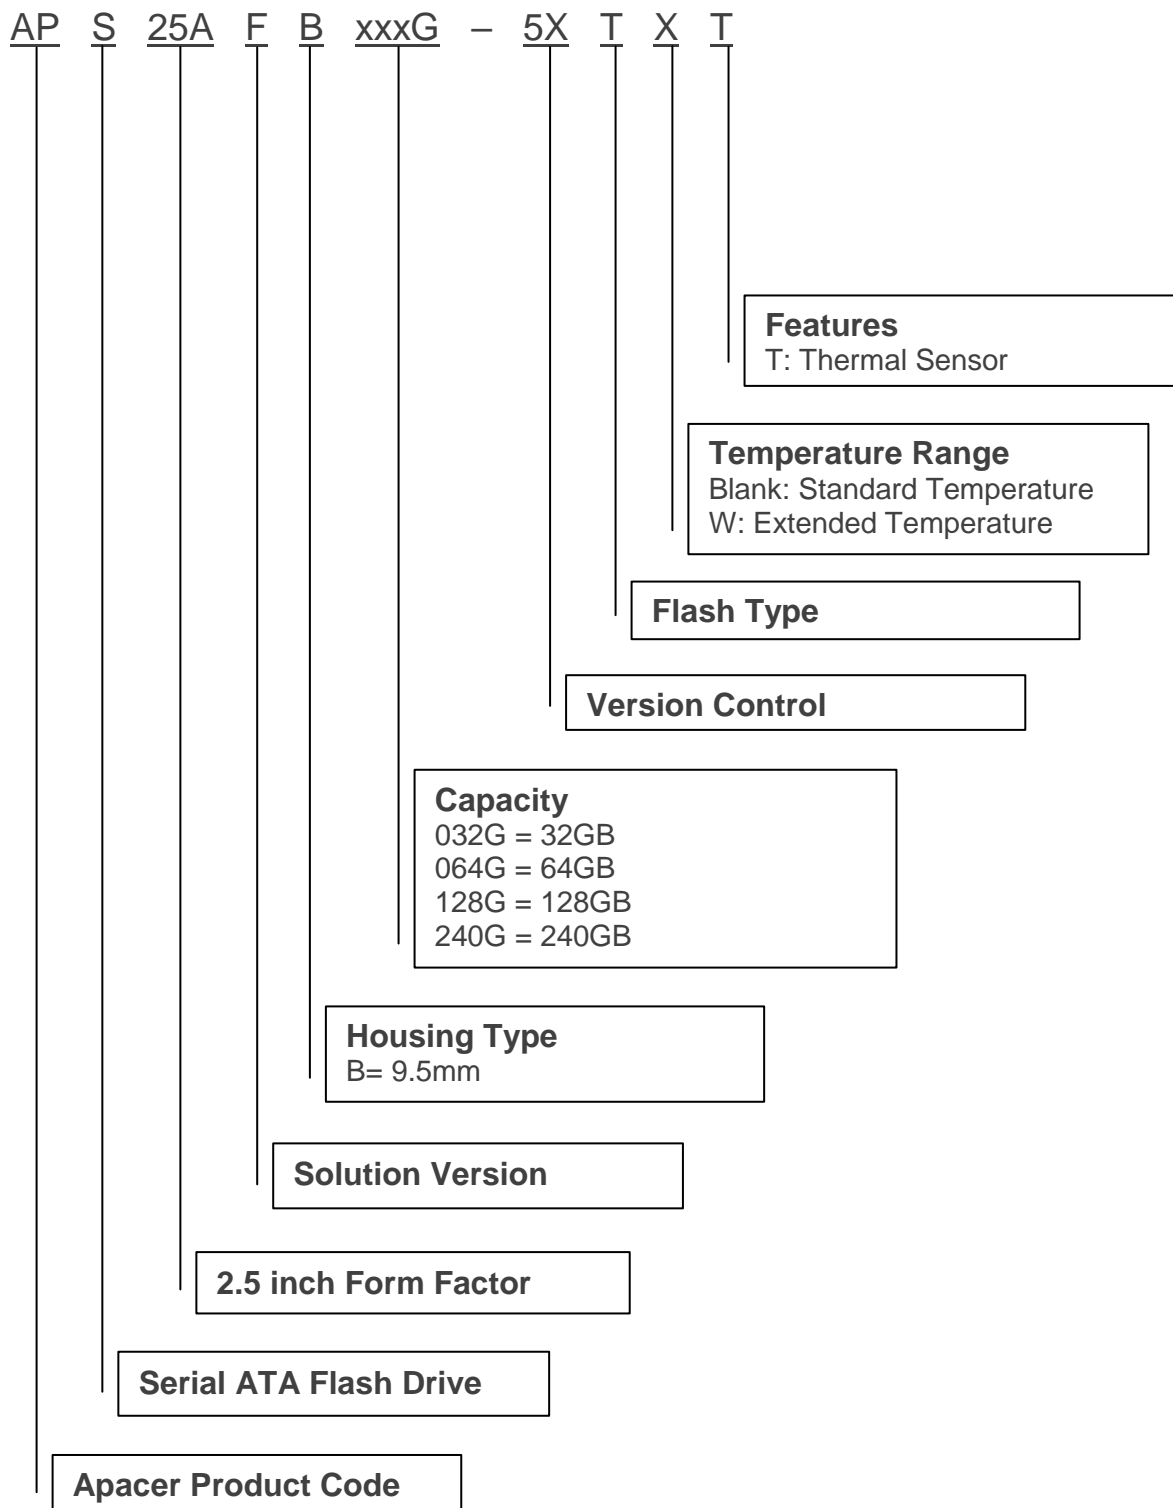 AP S 25A F B xxxG – 5X T X T
Features
T: Thermal Sensor
Temperature Range
Blank: Standard Temperature
W: Extended Temperature
Flash Type
Version Control
Capacity
032G = 32GB
064G = 64GB
128G = 128GB
240G = 240GB
Housing Type
B= 9.5mm
Solution Version
2.5 inch Form Factor
Serial ATA Flash Drive
Apacer Product Code